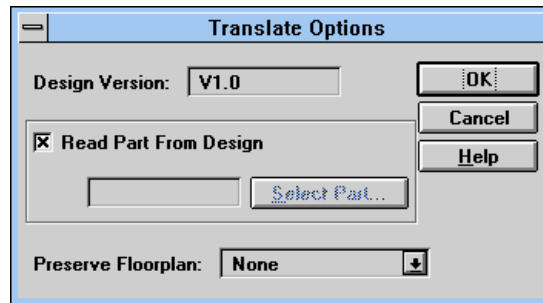 Translate Options
Design Version: V1.0
OK
Cancel
Read Part From Design
Help
Select Part...
Preserve Floorplan: None